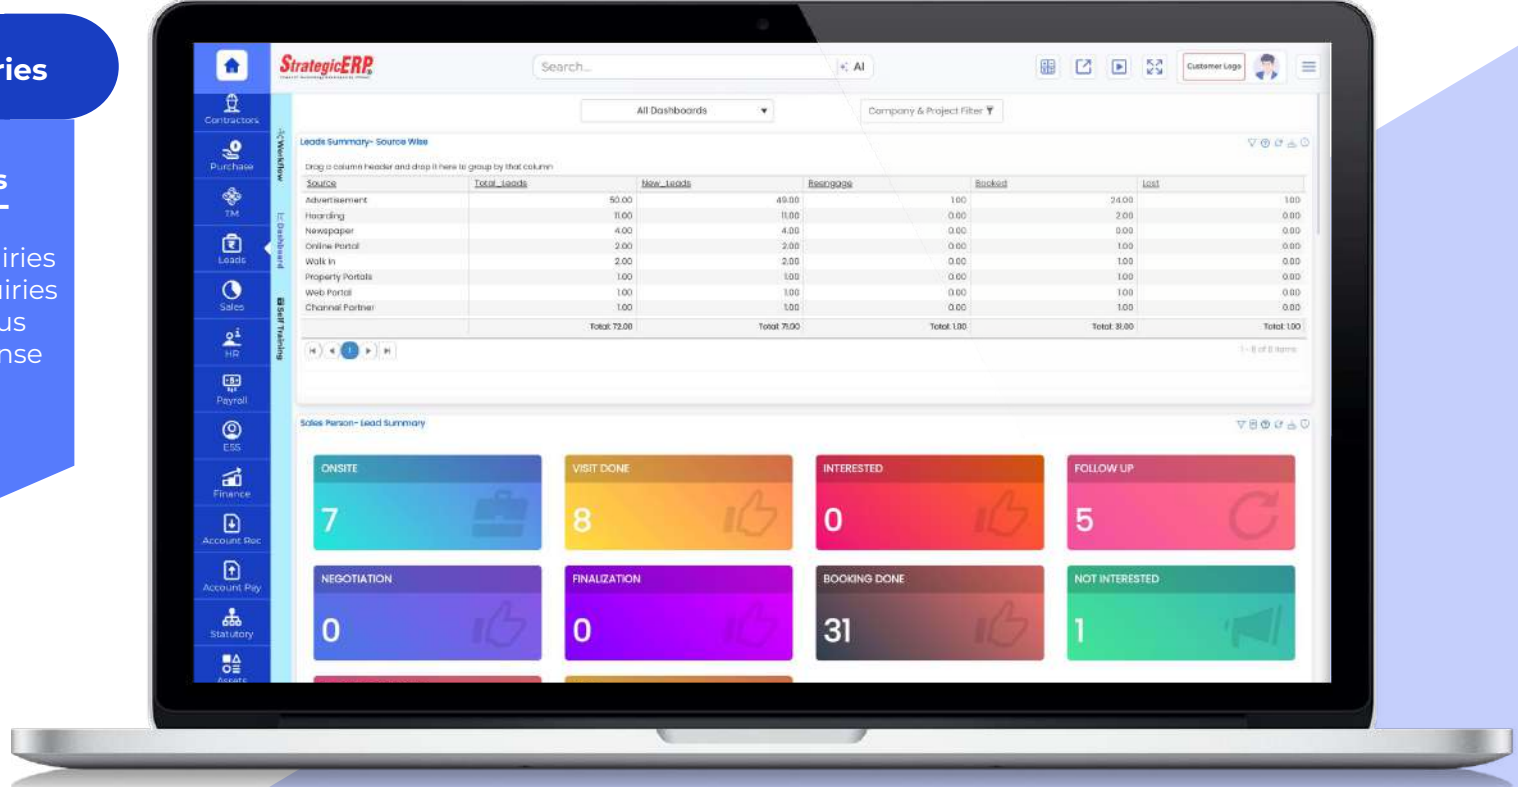 ries
s
iries
iries
us
nse
StrategicERP
Search...
AI
Customer Logo
Contractors
Purchase
TM
Leads
Sales
HR
Payroll
ESS
Finance
Account Rec
Account Pay
Statutory
Assets
Workflow
Dashboard
Self Training
All Dashboards
Company & Project Filter
Leads Summary- Source Wise
Drag a column header and drop it here to group by that column
Source Total_Leads New_Leads Reengage Booked Lost
Advertisement 50.00 49.00 1.00 24.00 1.00
Hoarding 11.00 11.00 0.00 2.00 0.00
Newspaper 4.00 4.00 0.00 0.00 0.00
Online Portal 2.00 2.00 0.00 1.00 0.00
Walk In 2.00 2.00 0.00 1.00 0.00
Property Portals 1.00 1.00 0.00 1.00 0.00
Web Portal 1.00 1.00 0.00 1.00 0.00
Channel Partner 1.00 1.00 0.00 1.00 0.00
Total: 72.00 Total: 71.00 Total: 1.00 Total: 31.00 Total: 1.00
1
1 - 8 of 8 items
Sales Person- Lead Summary
ONSITE
7
VISIT DONE
8
INTERESTED
0
FOLLOW UP
5
NEGOTIATION
0
FINALIZATION
0
BOOKING DONE
31
NOT INTERESTED
1